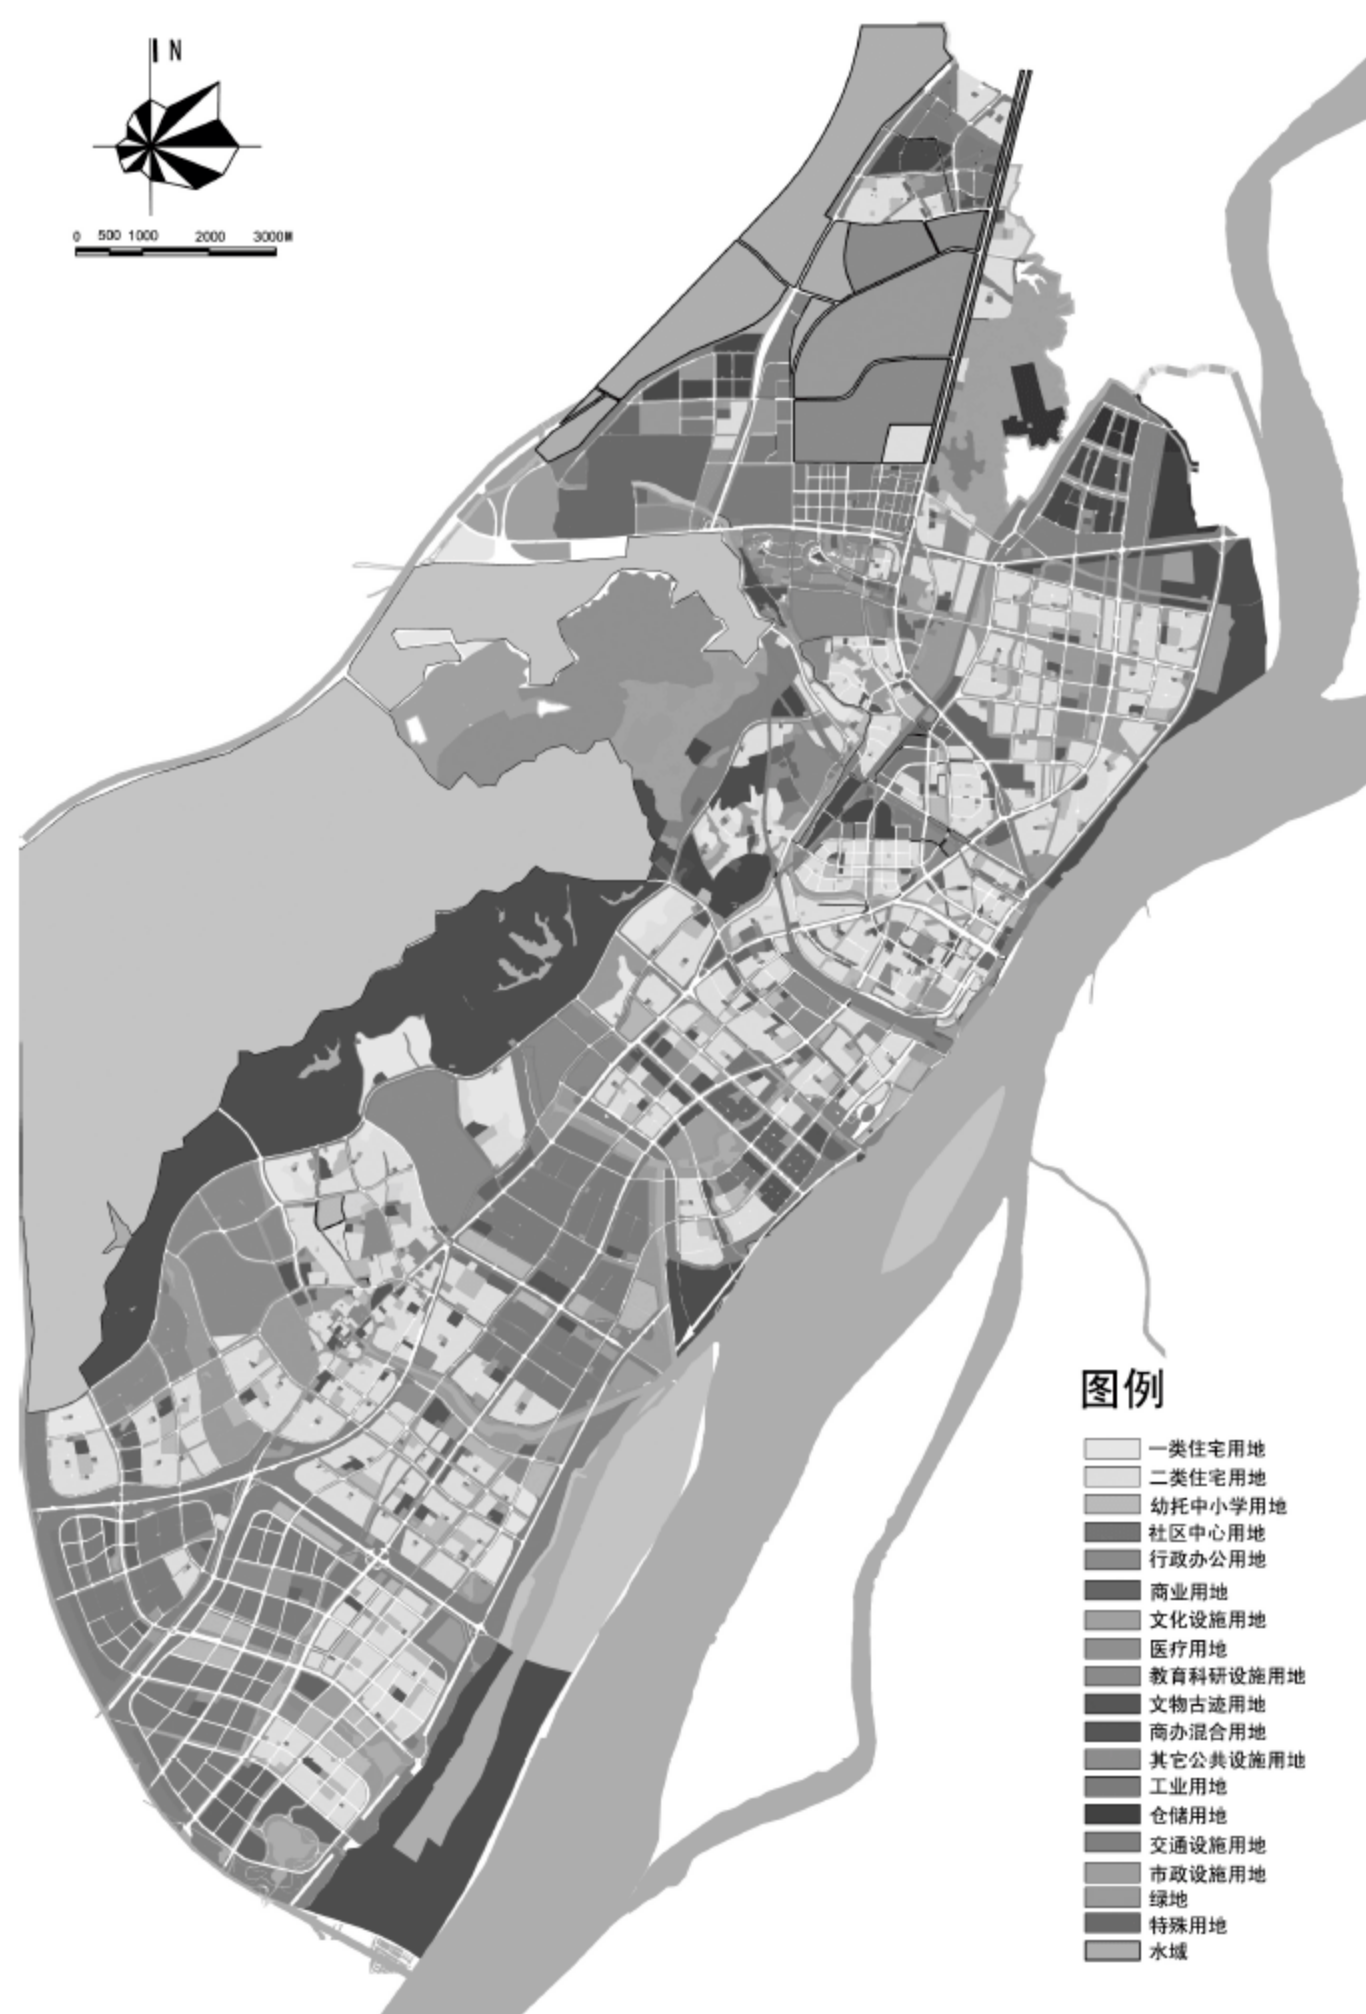 N
0 500 1000 2000 3000M
图例
一类住宅用地
二类住宅用地
幼托中小学用地
社区中心用地
行政办公用地
商业用地
文化设施用地
医疗用地
教育科研设施用地
文物古迹用地
商办混合用地
其它公共设施用地
工业用地
仓储用地
交通设施用地
市政设施用地
绿地
特殊用地
水域